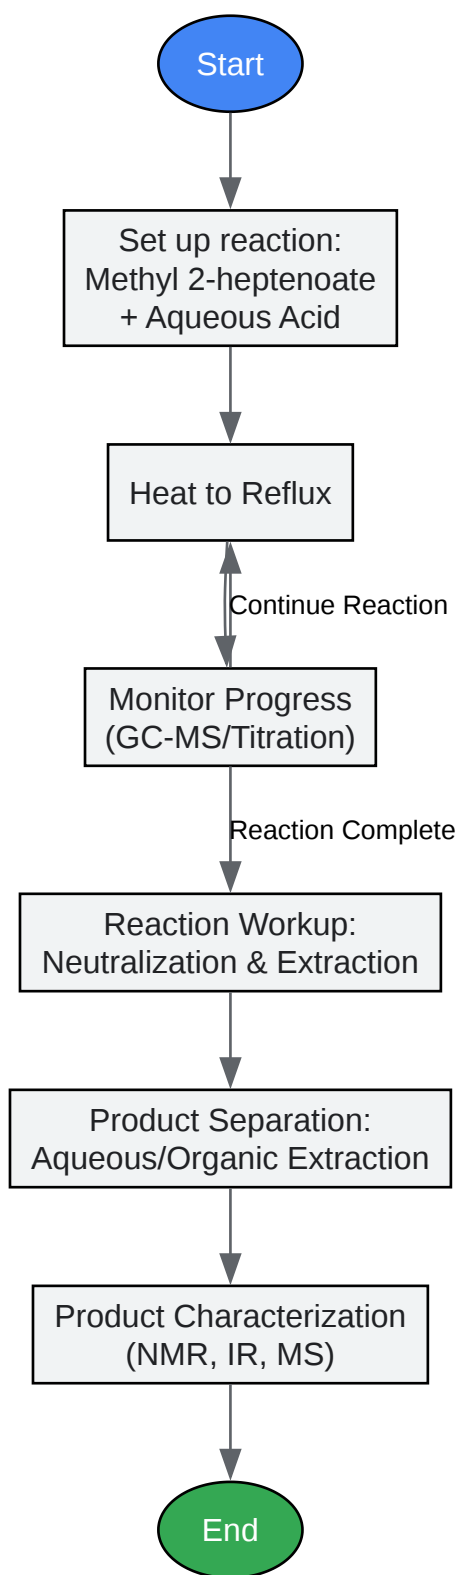 Start
Set up reaction:
Methyl 2-heptenoate
+ Aqueous Acid
Heat to Reflux
Continue Reaction
Monitor Progress
(GC-MS/Titration)
Reaction Complete
Reaction Workup:
Neutralization & Extraction
Product Separation:
Aqueous/Organic Extraction
Product Characterization
(NMR, IR, MS)
End